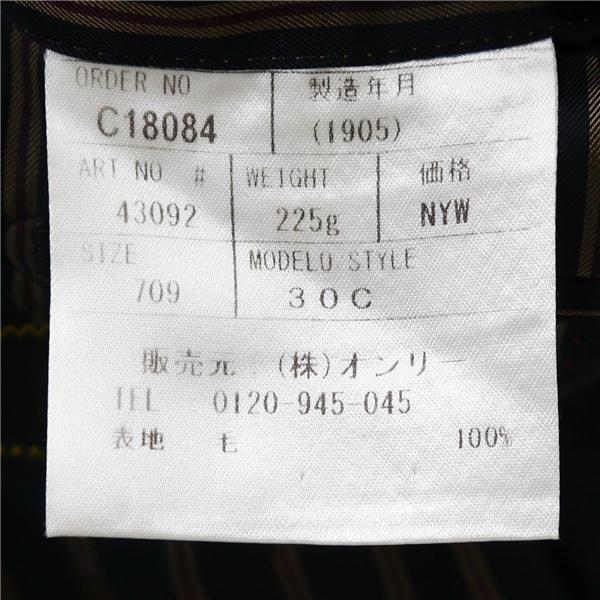 ORDER NO 製造年月
C18084 (1905)
ART NO # WEIGHT 価格
43092 225g NYW
SIZE MODELO STYLE
709 30C
販売元 (株)オンリー
TEL 0120-945-045
表地 毛 100%